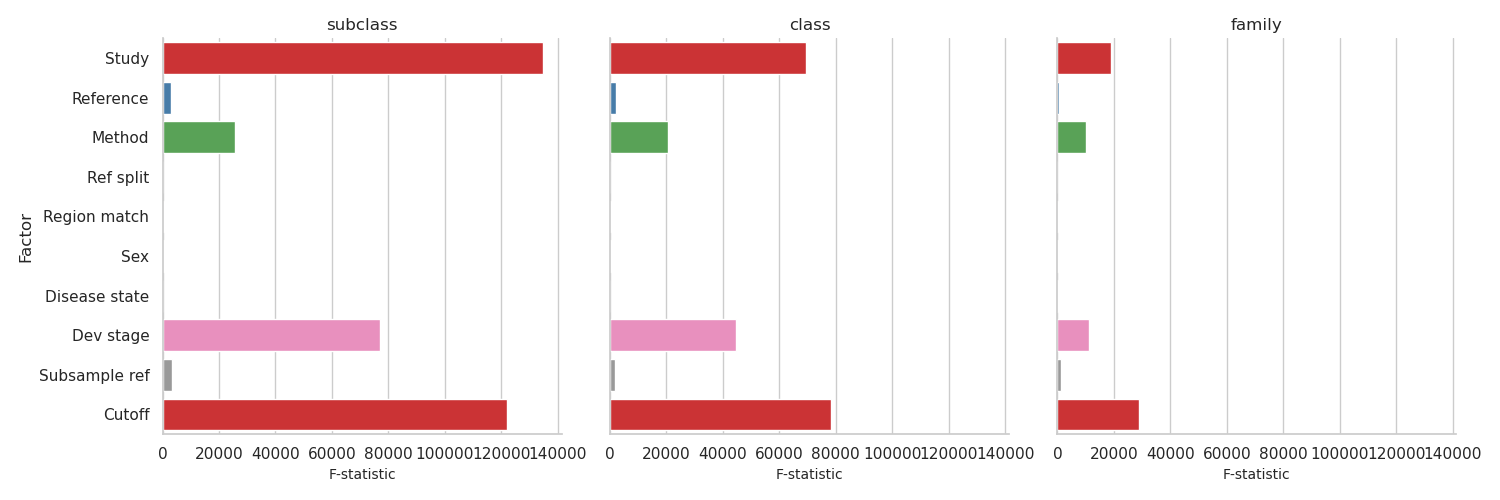 subclass class family
Study
Reference
Method
Ref split
Region match
Sex
Disease state
Dev stage
Subsample ref
Cutoff
Factor
0 20000 40000 60000 80000 100000 120000 140000 0 20000 40000 60000 80000 100000 120000 140000 0 20000 40000 60000 80000 100000 120000 140000
F-statistic F-statistic F-statistic